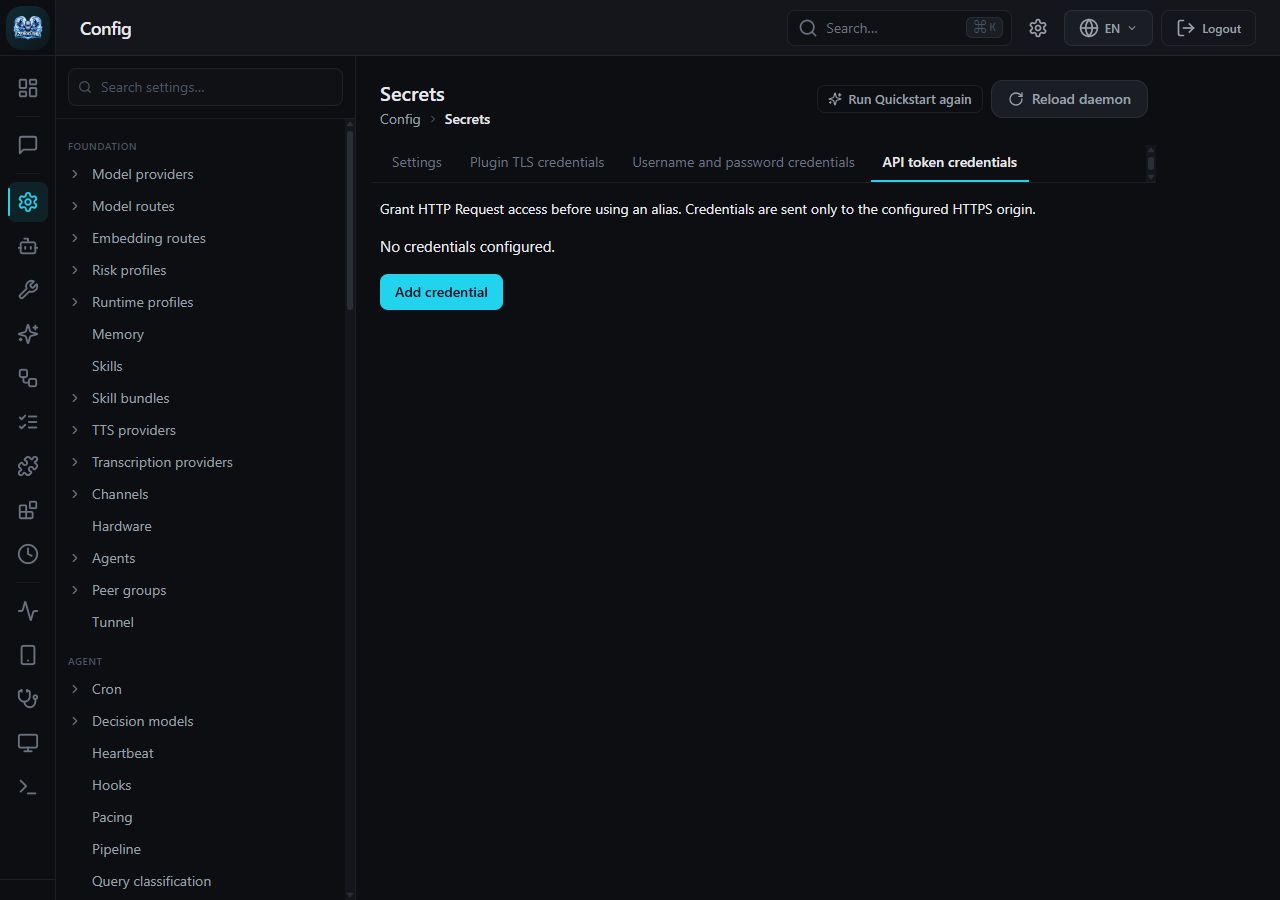 Config
Search...
⌘K
EN
Logout
Search settings...
FOUNDATION
Model providers
Model routes
Embedding routes
Risk profiles
Runtime profiles
Memory
Skills
Skill bundles
TTS providers
Transcription providers
Channels
Hardware
Agents
Peer groups
Tunnel
AGENT
Cron
Decision models
Heartbeat
Hooks
Pacing
Pipeline
Query classification
Secrets
Config > Secrets
Run Quickstart again
Reload daemon
Settings
Plugin TLS credentials
Username and password credentials
API token credentials
Grant HTTP Request access before using an alias. Credentials are sent only to the configured HTTPS origin.
No credentials configured.
Add credential